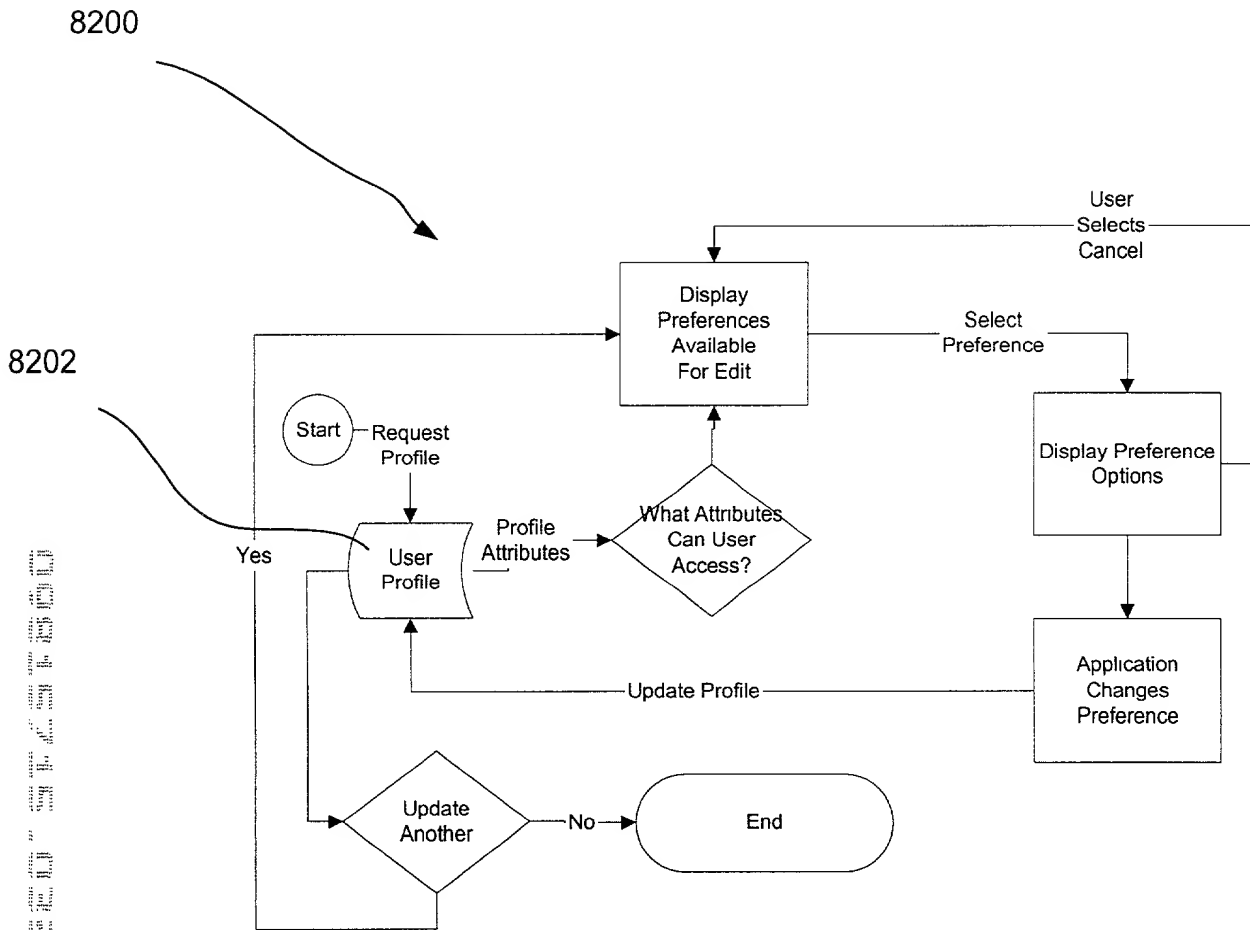 8200
User
Selects
Cancel
Display
Preferences
Available
For Edit
Select
Preference
8202
Start
Request
Profile
Display Preference
Options
What Attributes
Can User
Access?
Profile
Attributes
User
Profile
Yes
Application
Changes
Preference
Update Profile
Update
Another
No
End